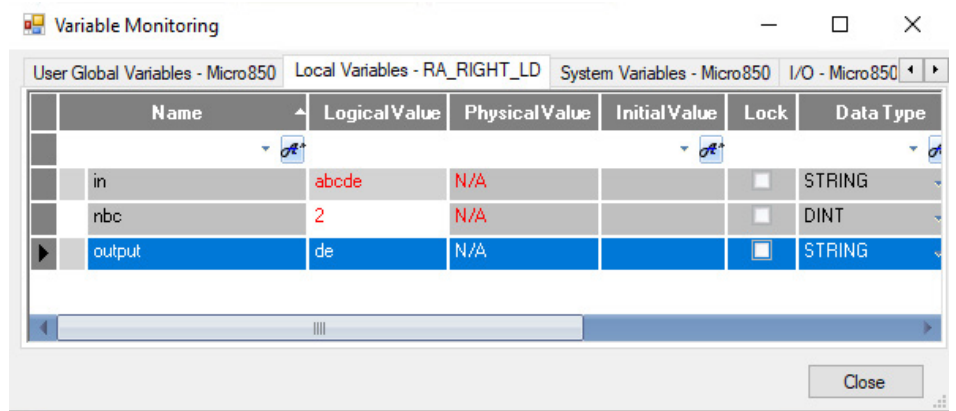 Variable Monitoring
User Global Variables - Micro850 Local Variables - RA_RIGHT_LD System Variables - Micro850 I/O - Micro850
Name Logical Value Physical Value Initial Value Lock Data Type
in abcde N/A STRING
nbc 2 N/A DINT
output de N/A STRING
Close